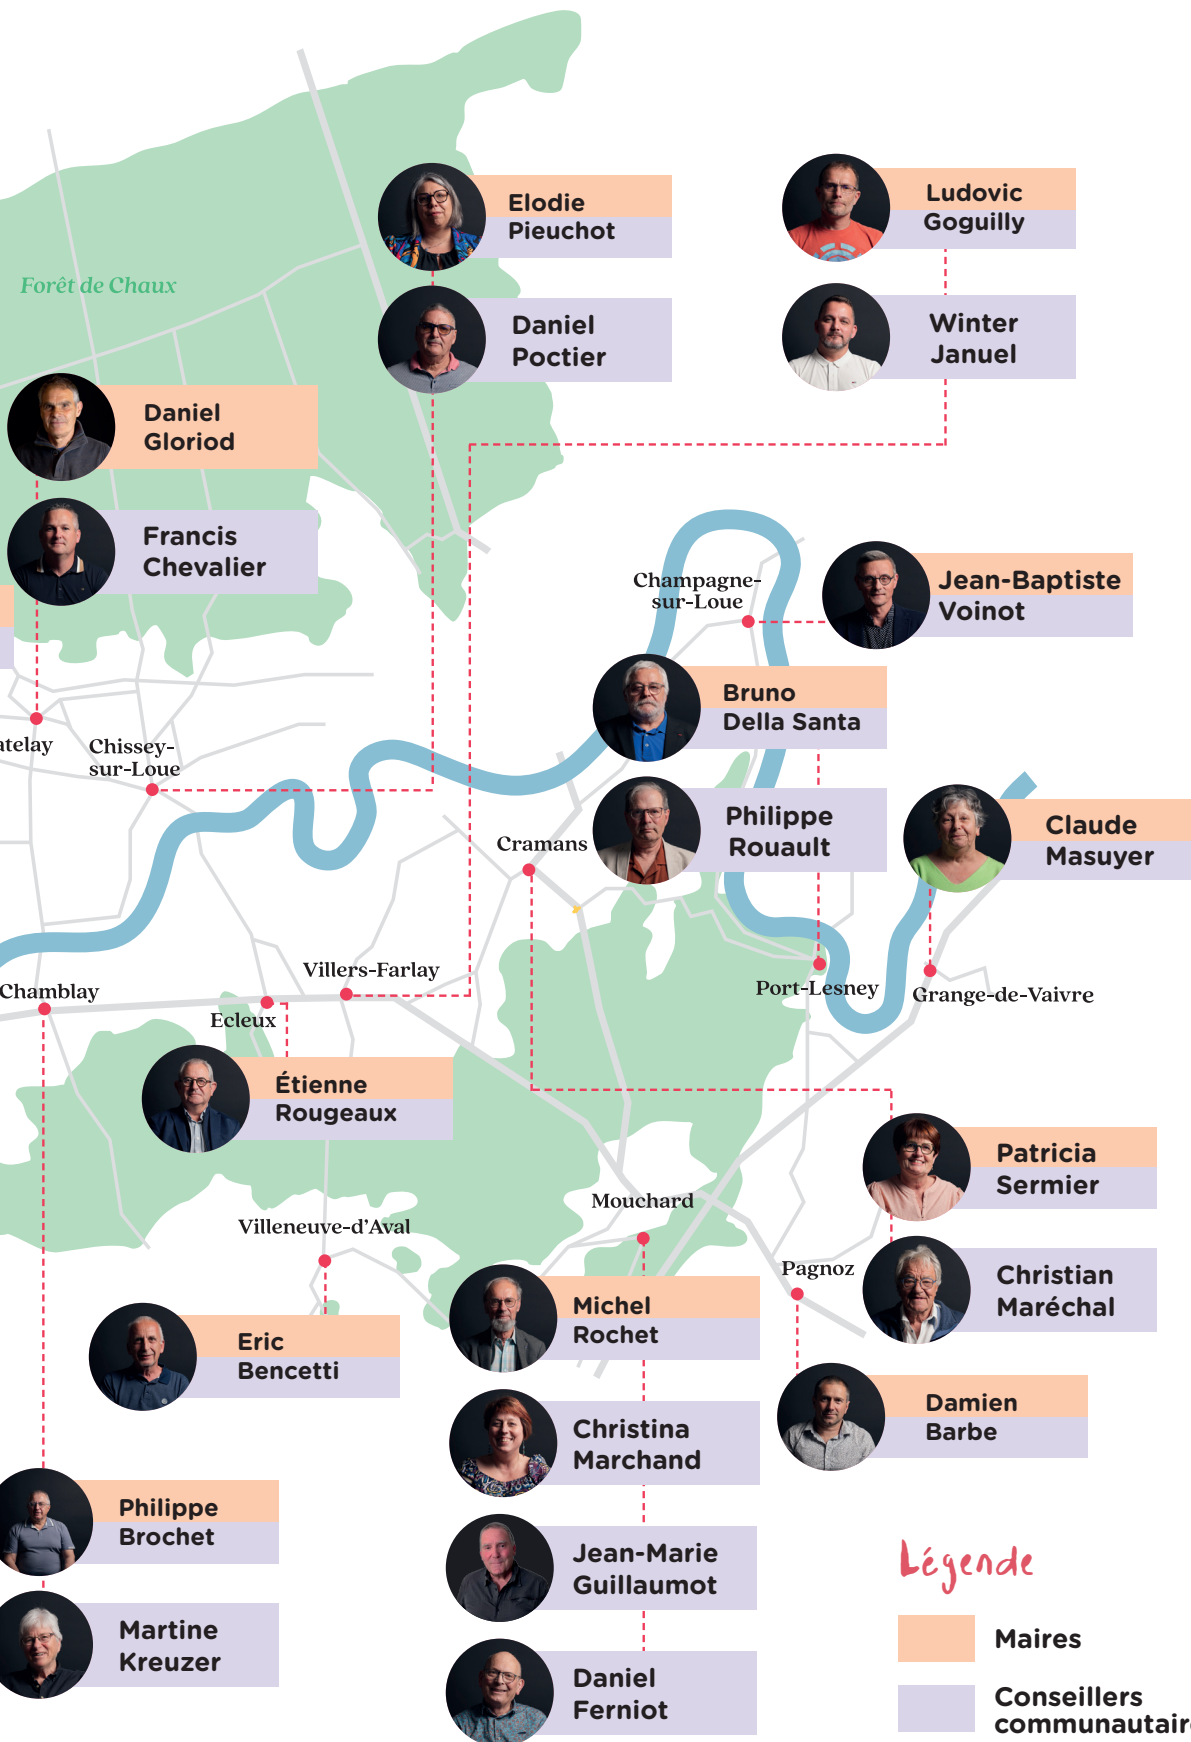 Elodie
Pieuchot
Ludovic
Goguilly
Forêt de Chaux
Daniel
Poctier
Winter
Januel
Daniel
Gloriod
Francis
Chevalier
Champagne-
sur-Loue
Jean-Baptiste
Voinot
Bruno
Della Santa
atelay
Chissey-
sur-Loue
Philippe
Rouault
Cramans
Claude
Masuyer
Villers-Farlay
Chamblay
Ecleux
Port-Lesney
Grange-de-Vaivre
Étienne
Rougeaux
Patricia
Sermier
Mouchard
Villeneuve-d'Aval
Pagnoz
Christian
Maréchal
Michel
Rochet
Eric
Bencetti
Christina
Marchand
Damien
Barbe
Philippe
Brochet
Jean-Marie
Guillaumot
Martine
Kreuzer
Daniel
Ferniot
Légende
Maires
Conseillers
communautaire